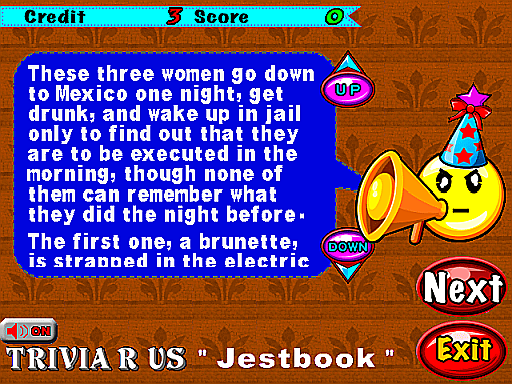 Credit 3 Score 0
These three women go down
to Mexico one night, get
drunk, and wake up in jail
only to find out that they
are to be executed in the
morning, though none of
them can remember what
they did the night before.
The first one, a brunette,
is strapped in the electric
UP
DOWN
Next
ON
Exit
TRIVIA R US " Jestbook "